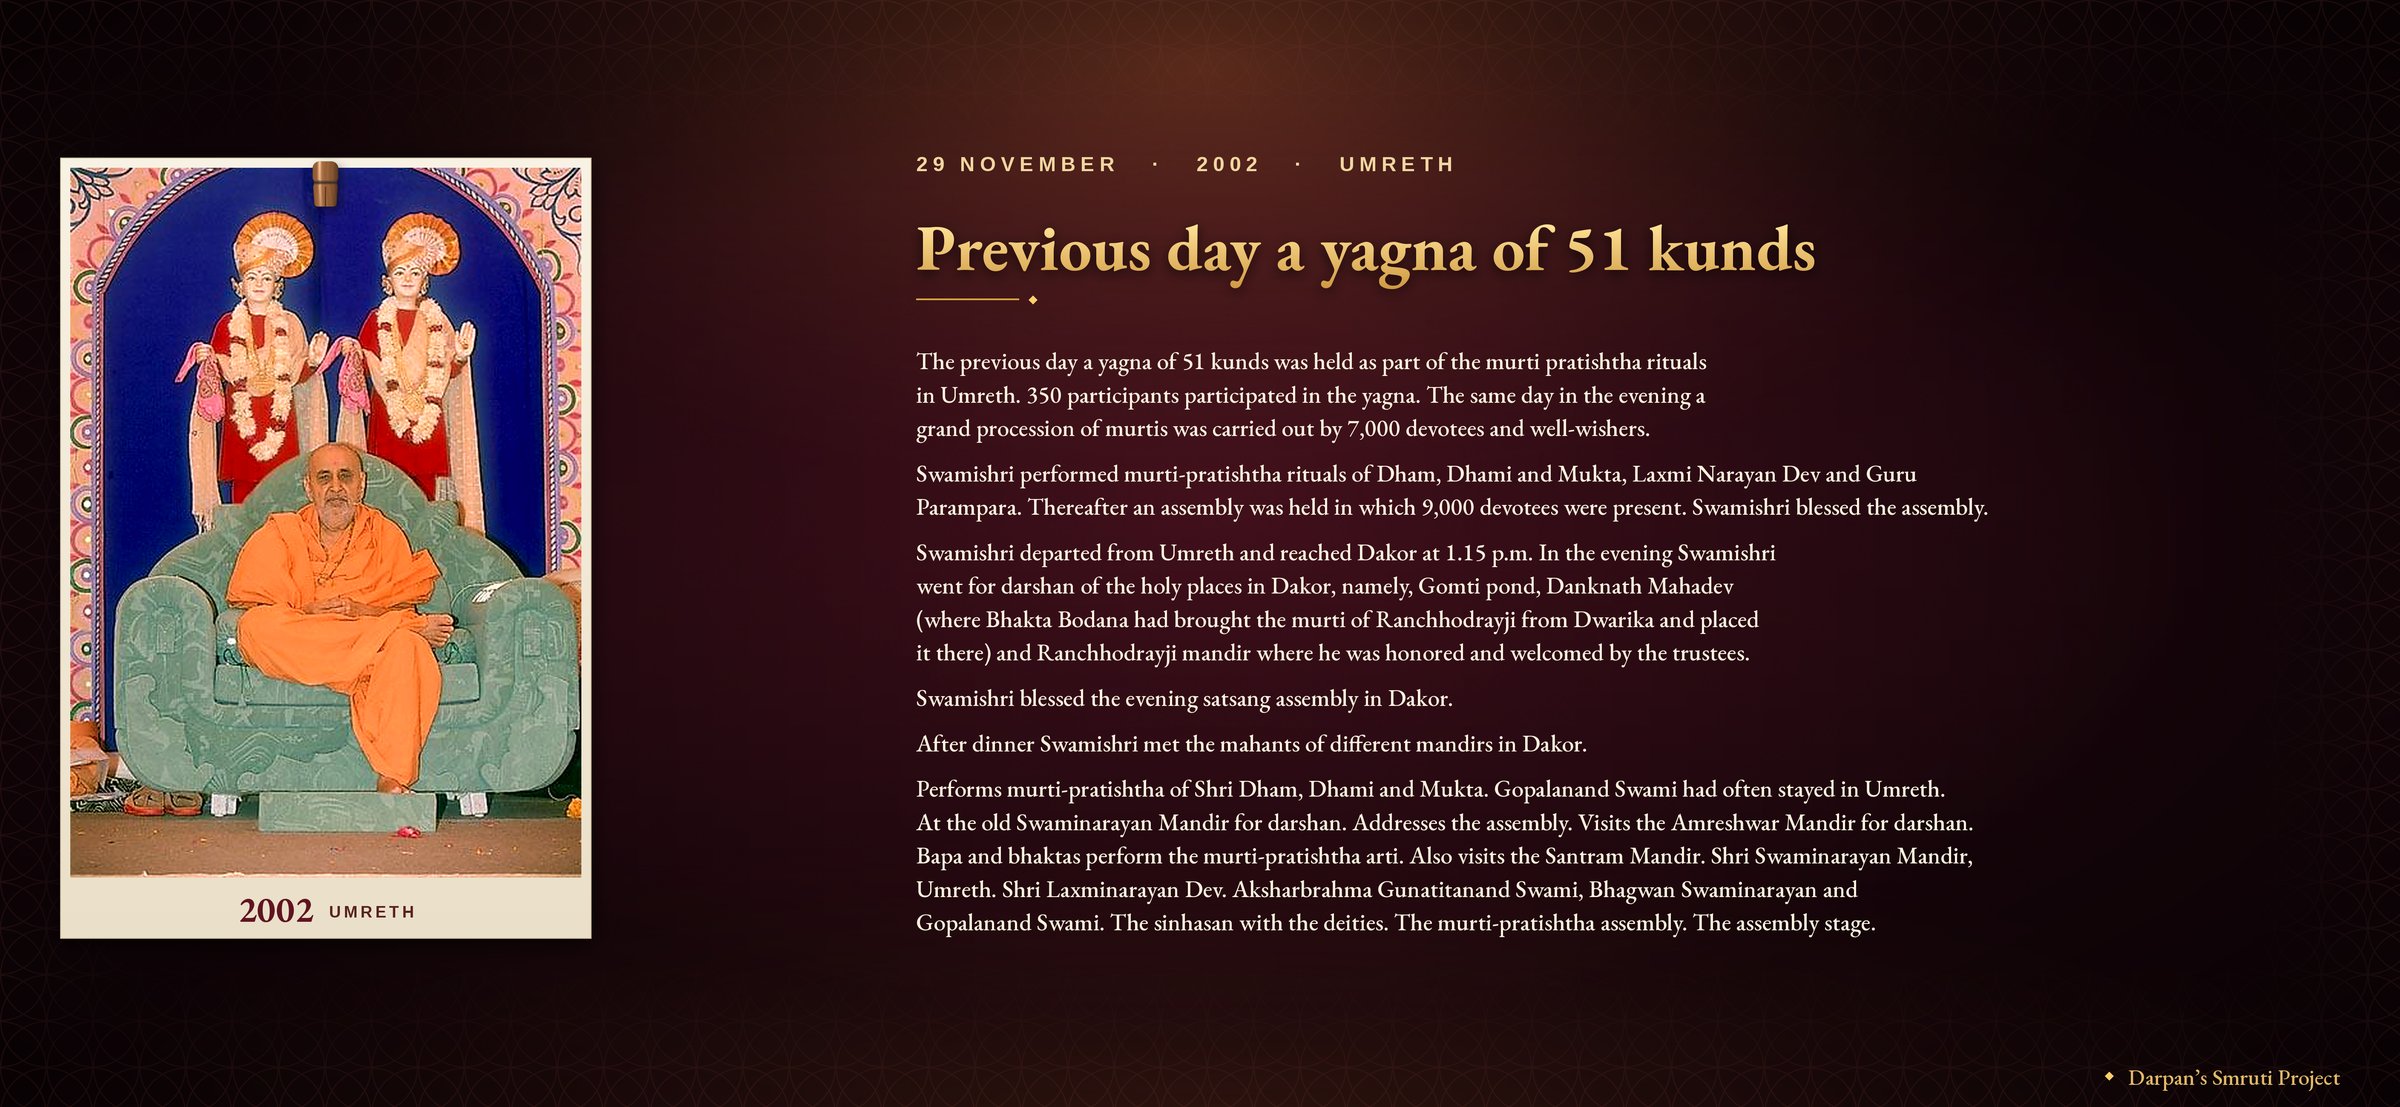 29 NOVEMBER · 2002 · UMRETH
Previous day a yagna of 51 kunds
The previous day a yagna of 51 kunds was held as part of the murti pratishtha rituals
in Umreth. 350 participants participated in the yagna. The same day in the evening a
grand procession of murtis was carried out by 7,000 devotees and well-wishers.
Swamishri performed murti-pratishtha rituals of Dham, Dhami and Mukta, Laxmi Narayan Dev and Guru
Parampara. Thereafter an assembly was held in which 9,000 devotees were present. Swamishri blessed the assembly.
Swamishri departed from Umreth and reached Dakor at 1.15 p.m. In the evening Swamishri
went for darshan of the holy places in Dakor, namely, Gomti pond, Danknath Mahadev
(where Bhakta Bodana had brought the murti of Ranchhodrayji from Dwarika and placed
it there) and Ranchhodrayji mandir where he was honored and welcomed by the trustees.
Swamishri blessed the evening satsang assembly in Dakor.
After dinner Swamishri met the mahants of different mandirs in Dakor.
Performs murti-pratishtha of Shri Dham, Dhami and Mukta. Gopalanand Swami had often stayed in Umreth.
At the old Swaminarayan Mandir for darshan. Addresses the assembly. Visits the Amreshwar Mandir for darshan.
Bapa and bhaktas perform the murti-pratishtha arti. Also visits the Santram Mandir. Shri Swaminarayan Mandir,
Umreth. Shri Laxminarayan Dev. Aksharbrahma Gunatitanand Swami, Bhagwan Swaminarayan and
Gopalanand Swami. The sinhasan with the deities. The murti-pratishtha assembly. The assembly stage.
2002 UMRETH
Darpan’s Smruti Project